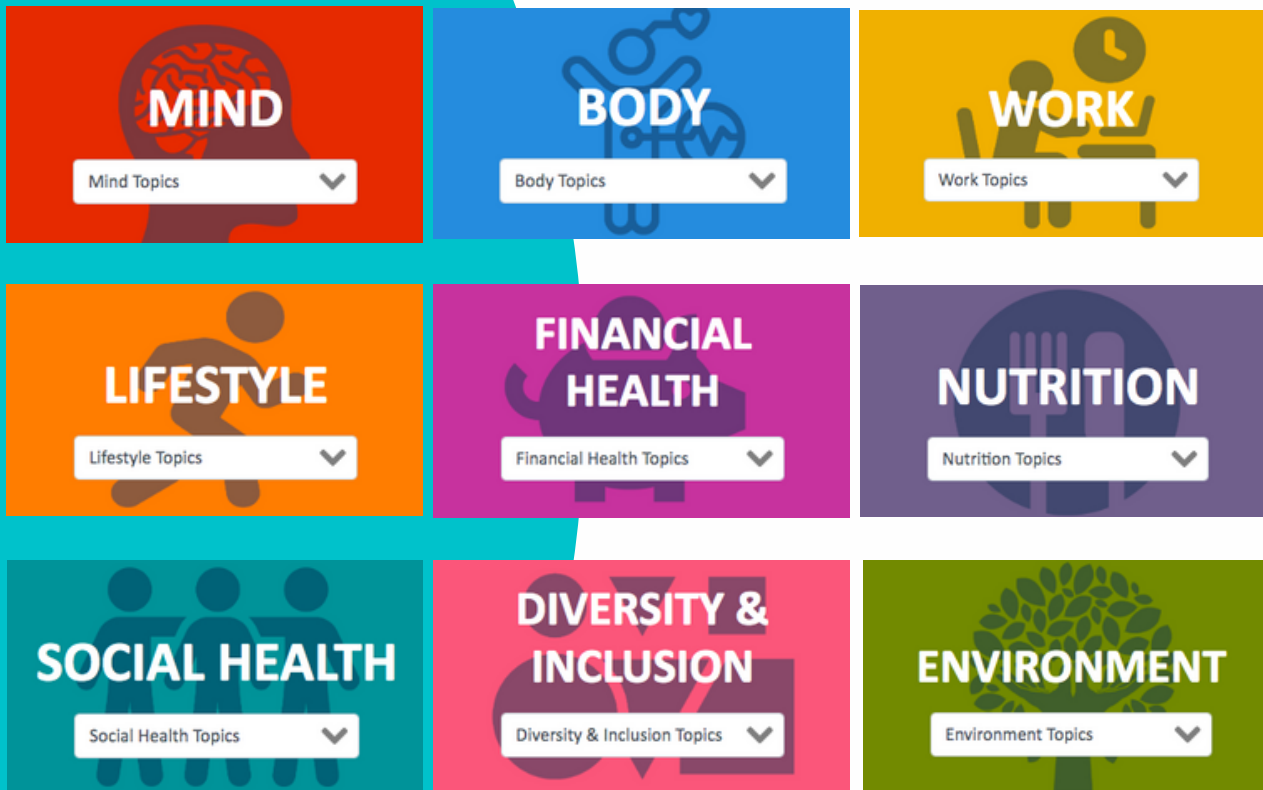 MIND
Mind Topics
BODY
Body Topics
WORK
Work Topics
LIFESTYLE
Lifestyle Topics
FINANCIAL
HEALTH
Financial Health Topics
NUTRITION
Nutrition Topics
SOCIAL HEALTH
Social Health Topics
DIVERSITY &
INCLUSION
Diversity & Inclusion Topics
ENVIRONMENT
Environment Topics